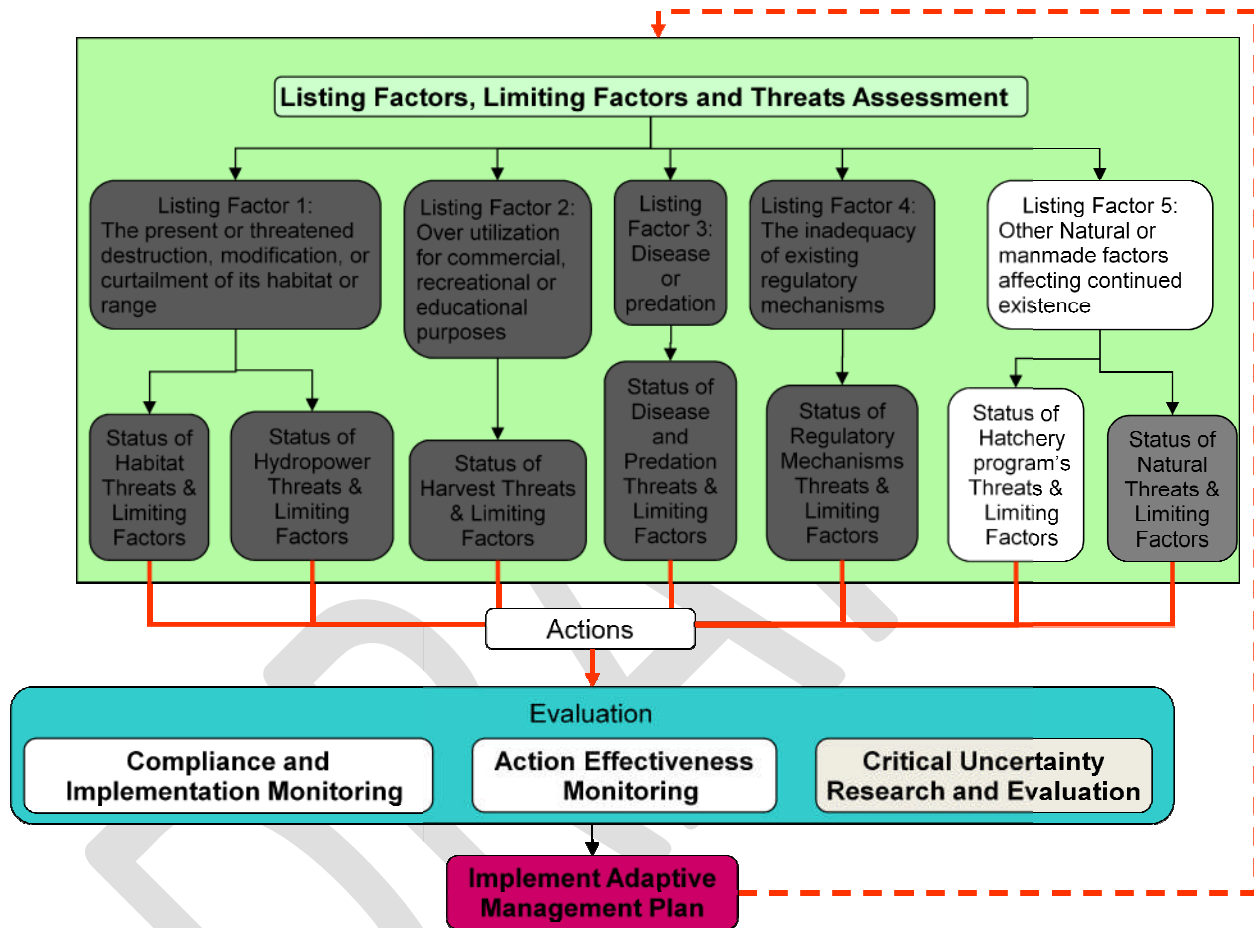 Listing Factors, Limiting Factors and Threats Assessment
Listing Factor 1:
The present or threatened
destruction, modification, or
curtailment of its habitat or
range
Listing Factor 2:
Over utilization
for commercial,
recreational or
educational
purposes
Listing
Factor 3:
Disease
or
predation
Listing Factor 4:
The inadequacy
of existing
regulatory
mechanisms
Listing Factor 5:
Other Natural or
manmade factors
affecting continued
existence
Status of
Habitat
Threats &
Limiting
Factors
Status of
Hydropower
Threats &
Limiting
Factors
Status of
Harvest Threats
& Limiting
Factors
Status of
Disease
and
Predation
Threats &
Limiting
Factors
Status of
Regulatory
Mechanisms
Threats &
Limiting
Factors
Status of
Hatchery
program's
Threats &
Limiting
Factors
Status of
Natural
Threats &
Limiting
Factors
Actions
Evaluation
Compliance and
Implementation Monitoring
Action Effectiveness
Monitoring
Critical Uncertainty
Research and Evaluation
Implement Adaptive
Management Plan